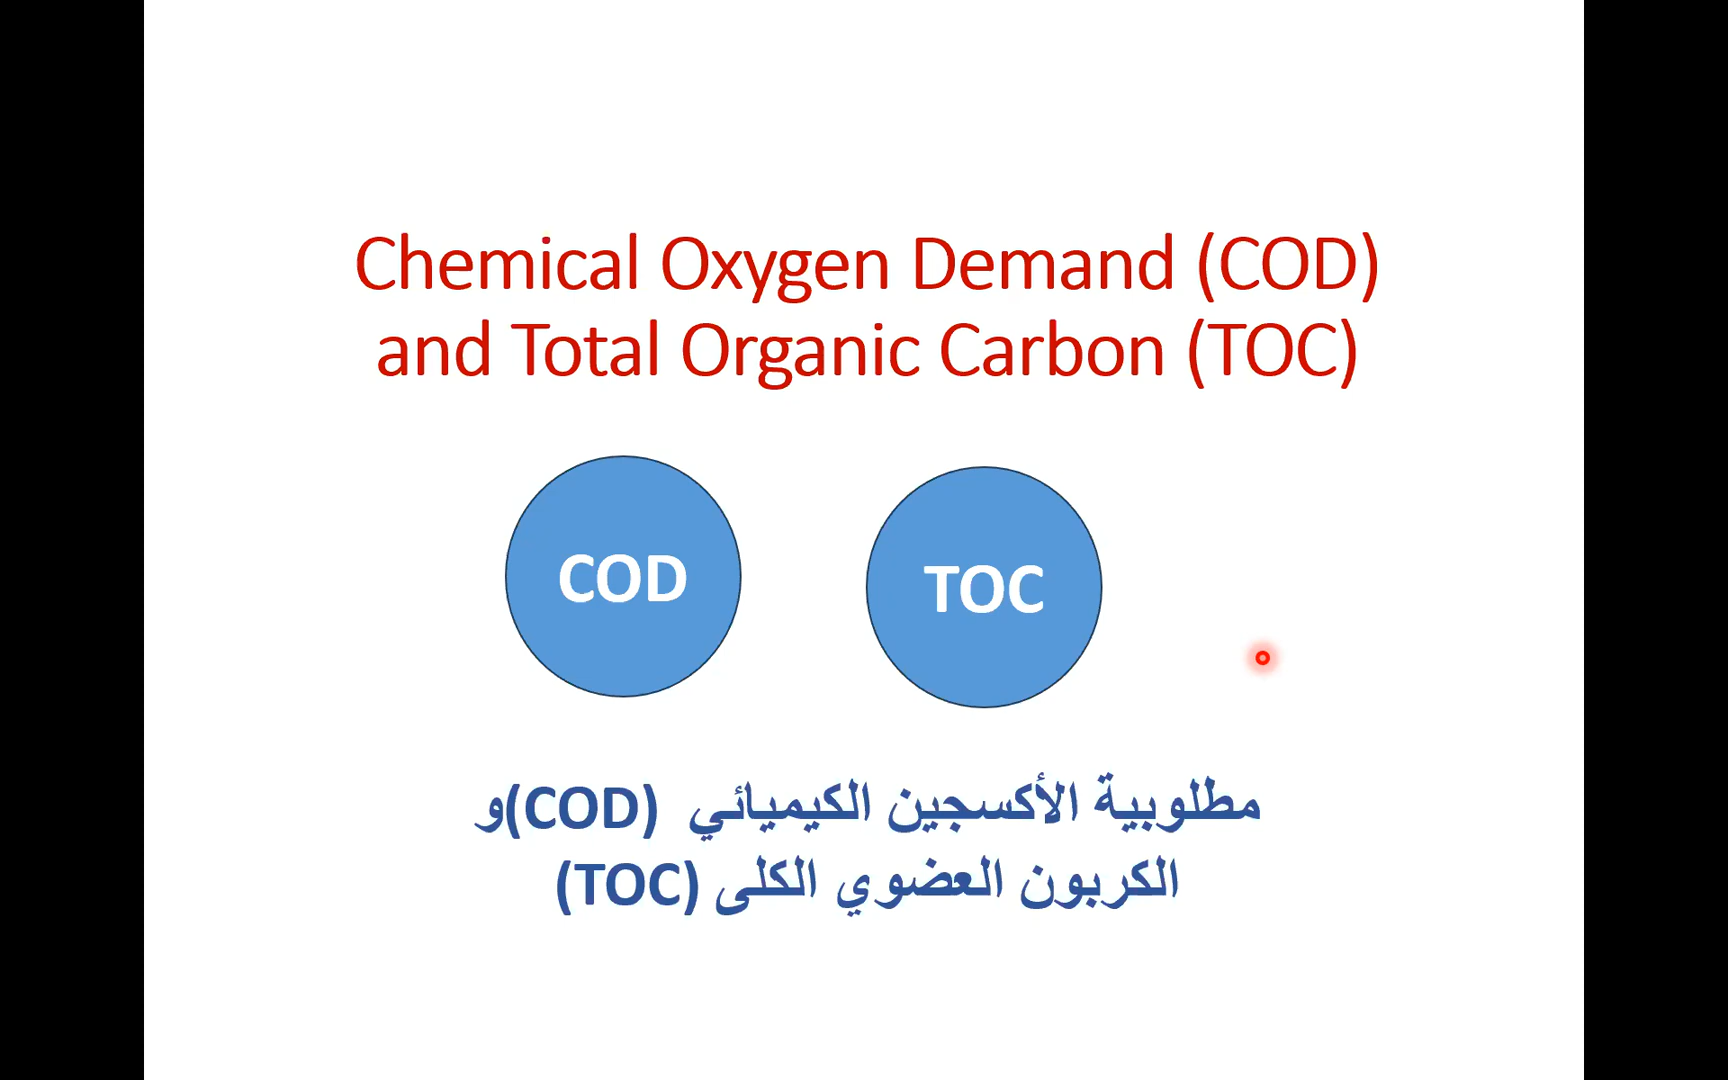 Chemical Oxygen Demand (COD)
and Total Organic Carbon (TOC)
COD
TOC
مطلوبية الأكسجين الكيميائي (COD)و
الكربون العضوي الكلى (TOC)